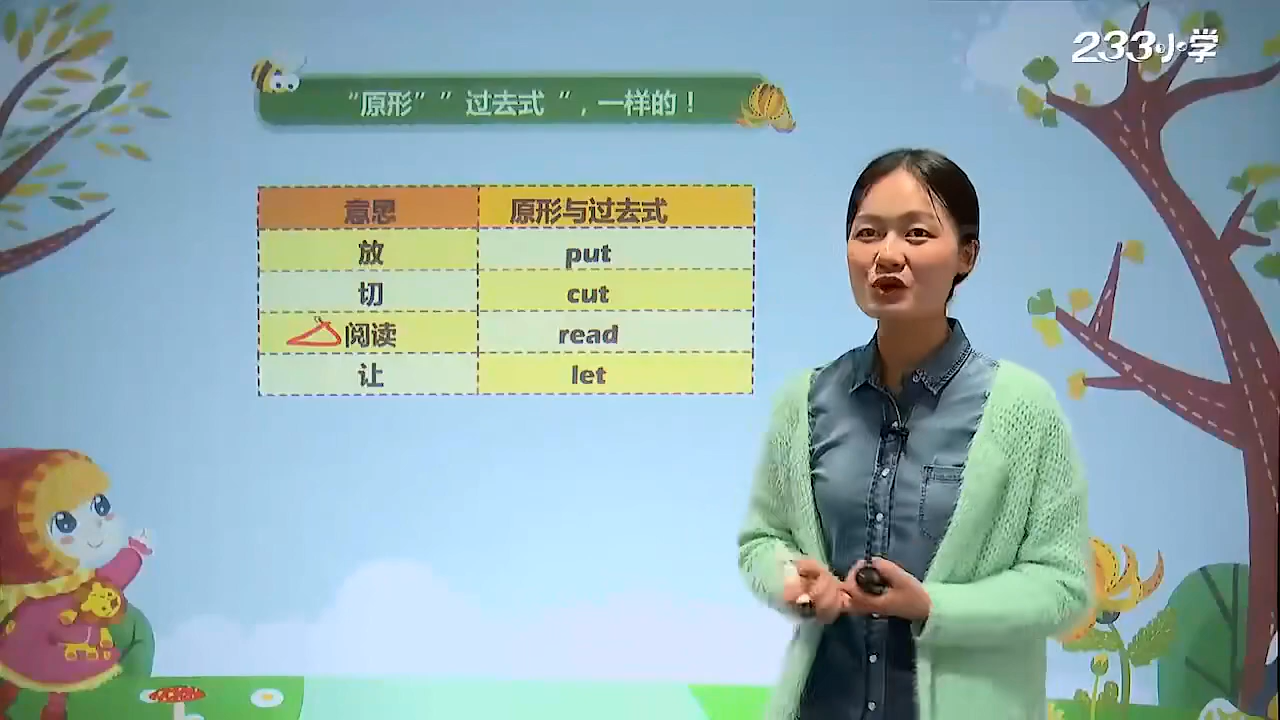 233小学
“原形”  ” 过去式 “，一样的！
意思 原形与过去式
放 put
切 cut
阅读 read
让 let